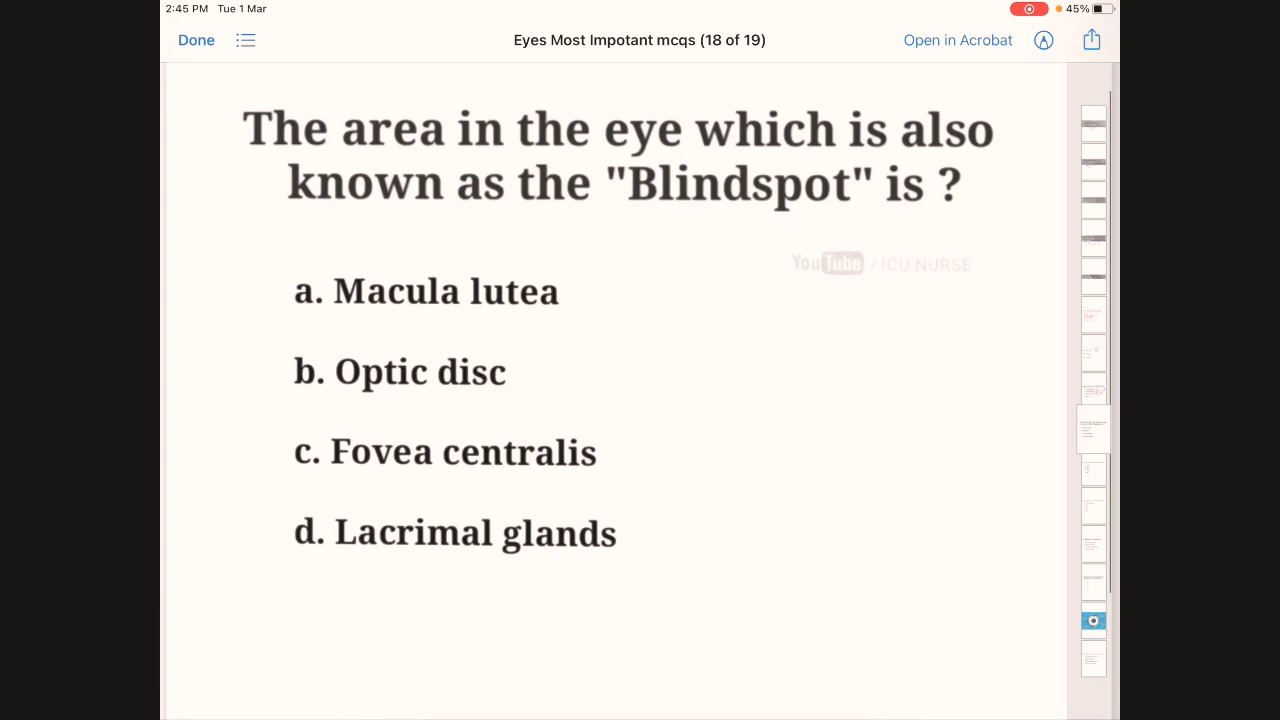 2:45 PM Tue 1 Mar
45%
Done
Eyes Most Impotant mcqs (18 of 19)
Open in Acrobat
The area in the eye which is also
known as the "Blindspot" is ?
YouTube / ICU NURSE
a. Macula lutea
b. Optic disc
c. Fovea centralis
d. Lacrimal glands